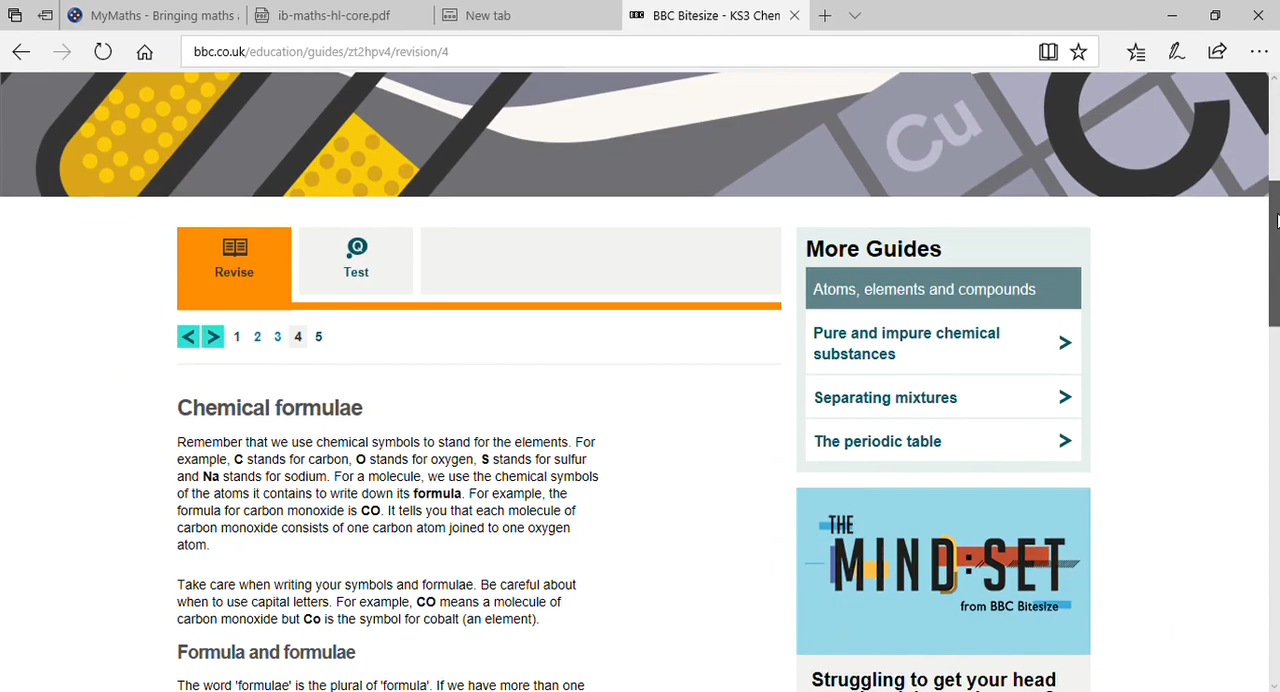 MyMaths - Bringing maths
ib-maths-hl-core.pdf
New tab
BBC Bitesize - KS3 Chem
bbc.co.uk/education/guides/zt2hpv4/revision/4
Cu
Revise
Q
Test
< > 1 2 3 4 5
Chemical formulae
Remember that we use chemical symbols to stand for the elements. For
example, C stands for carbon, O stands for oxygen, S stands for sulfur
and Na stands for sodium. For a molecule, we use the chemical symbols
of the atoms it contains to write down its formula. For example, the
formula for carbon monoxide is CO. It tells you that each molecule of
carbon monoxide consists of one carbon atom joined to one oxygen
atom.
Take care when writing your symbols and formulae. Be careful about
when to use capital letters. For example, CO means a molecule of
carbon monoxide but Co is the symbol for cobalt (an element).
Formula and formulae
The word 'formulae' is the plural of 'formula'. If we have more than one
More Guides
Atoms, elements and compounds
Pure and impure chemical
substances
Separating mixtures
The periodic table
THE
MIND:SET
from BBC Bitesize
Struggling to get your head